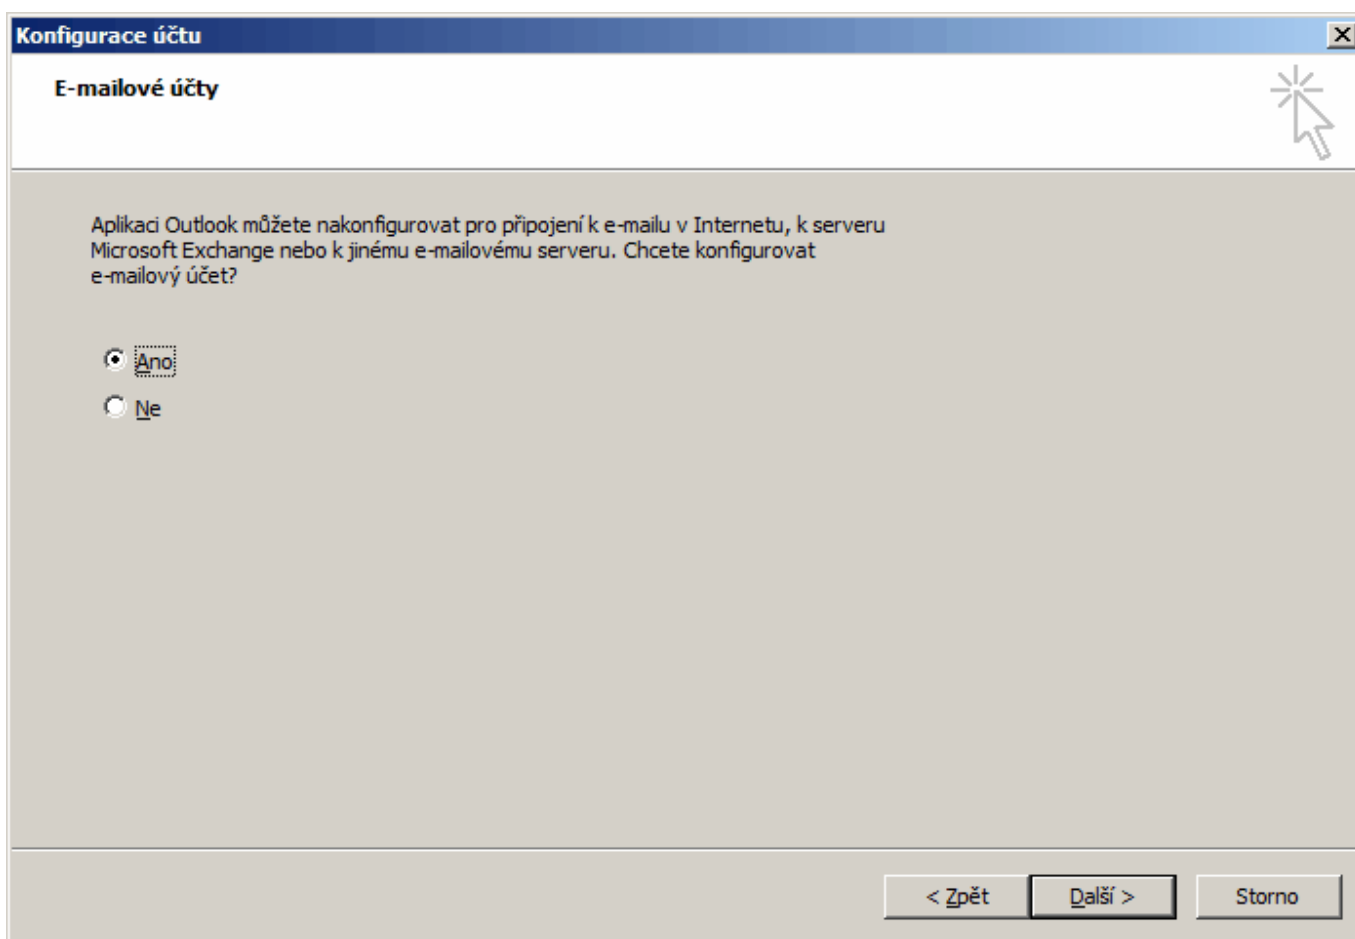 Konfigurace účtu
E-mailové účty
Aplikaci Outlook můžete nakonfigurovat pro připojení k e-mailu v Internetu, k serveru
Microsoft Exchange nebo k jinému e-mailovému serveru. Chcete konfigurovat
e-mailový účet?
Ano
Ne
< Zpět
Další >
Storno